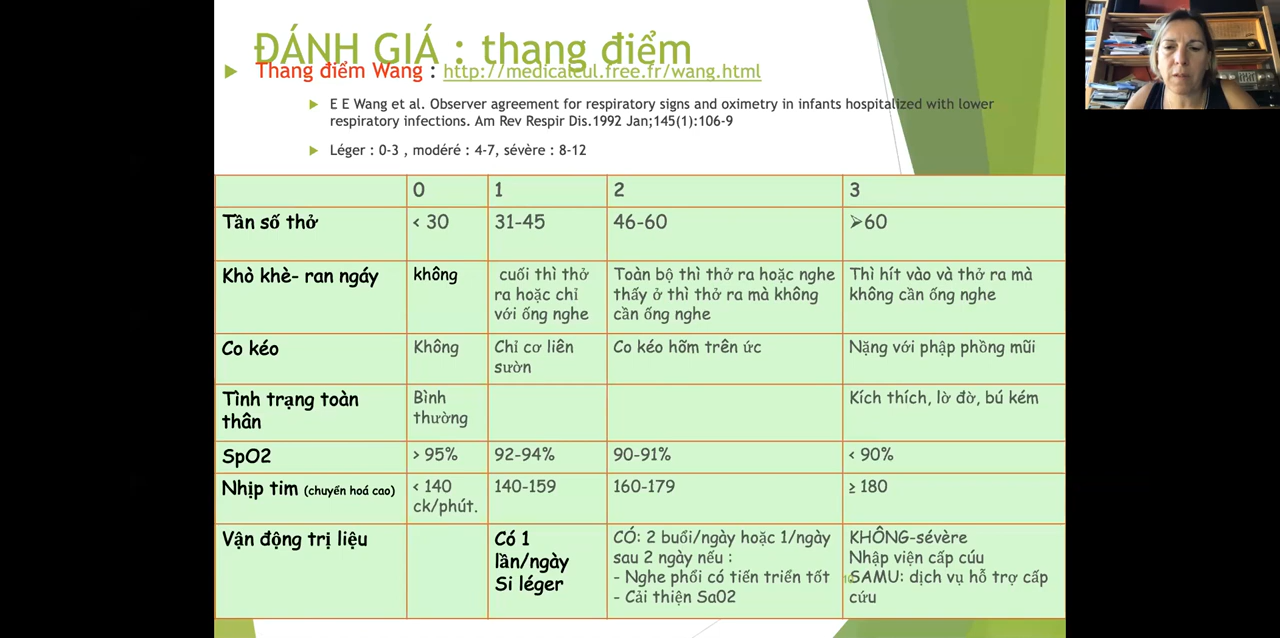 ĐÁNH GIÁ : thang điểm
Thang điểm Wang : http://medicalcul.free.fr/wang.html
E E Wang et al. Observer agreement for respiratory signs and oximetry in infants hospitalized with lower
respiratory infections. Am Rev Respir Dis.1992 Jan;145(1):106-9
Léger : 0-3 , modéré : 4-7, sévère : 8-12
0 1 2 3
Tần số thở < 30 31-45 46-60 ➢60
Khò khè- ran ngáy không cuối thì thở Toàn bộ thì thở ra hoặc nghe Thì hít vào và thở ra mà
ra hoặc chỉ thấy ở thì thở ra mà không không cần ống nghe
với ống nghe cần ống nghe
Co kéo Không Chỉ cơ liên Co kéo hõm trên ức Nặng với phập phồng mũi
sườn
Tình trạng toàn Bình Kích thích, lờ đờ, bú kém
thân thường
SpO2 > 95% 92-94% 90-91% < 90%
Nhịp tim (chuyển hoá cao) < 140 140-159 160-179 ≥ 180
ck/phút.
Vận động trị liệu Có 1 CÓ: 2 buổi/ngày hoặc 1/ngày KHÔNG-sévère
lần/ngày sau 2 ngày nếu : Nhập viện cấp cứu
Si léger - Nghe phổi có tiến triển tốt SAMU: dịch vụ hỗ trợ cấp
- Cải thiện Sa02 cứu